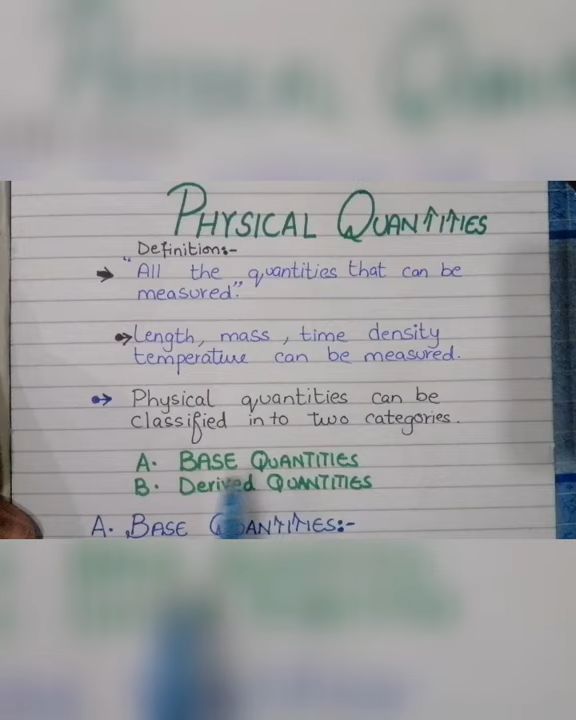 PHYSICAL QUANTITIES
Definitions:-
→ "All the quantities that can be
measured".
→ Length, mass, time density
temperature can be measured.
→ Physical quantities can be
classified in to two categories.
A. BASE QUANTITIES
B. Derived QUANTITIES
A. BASE QUANTITIES:-